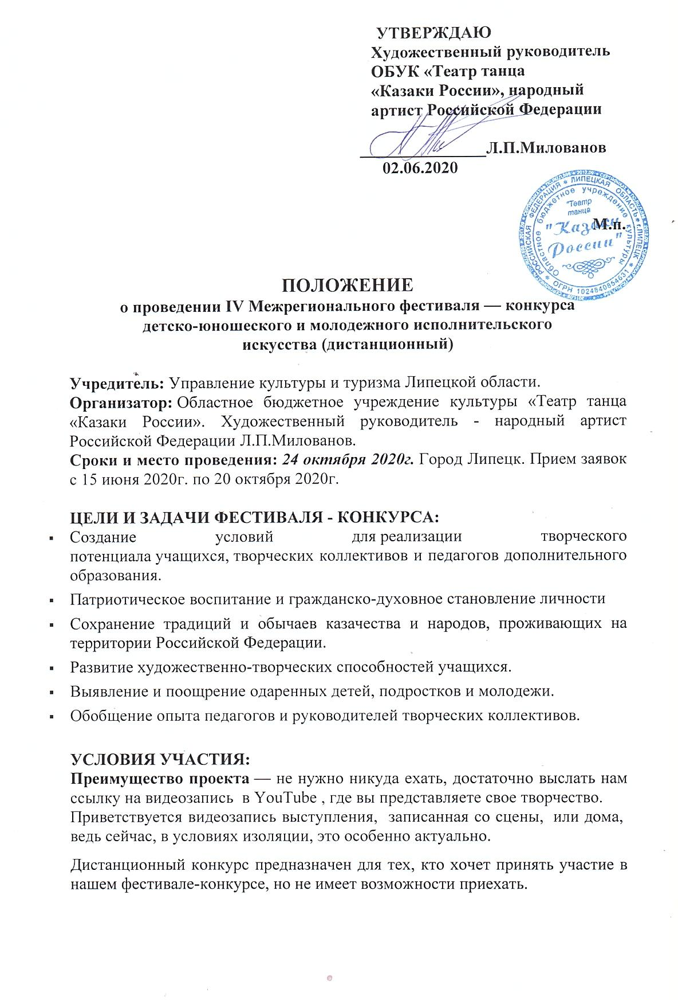 УТВЕРЖДАЮ
Художественный руководитель
ОБУК «Театр танца
«Казаки России», народный
артист Российской Федерации
Л.П.Милованов
02.06.2020
РОССИЙСКАЯ ФЕДЕРАЦИЯ * ЛИПЕЦКАЯ ОБЛАСТЬ * г.ЛИПЕЦК *
ОГРН 1024840854631 *
Областное бюджетное учреждение культуры
"Театр
танца
"Казаки
России"
М.п.
ПОЛОЖЕНИЕ
о проведении IV Межрегионального фестиваля — конкурса
детско-юношеского и молодежного исполнительского
искусства (дистанционный)
Учредитель: Управление культуры и туризма Липецкой области.
Организатор: Областное бюджетное учреждение культуры «Театр танца
«Казаки России». Художественный руководитель - народный артист
Российской Федерации Л.П.Милованов.
Сроки и место проведения: 24 октября 2020г. Город Липецк. Прием заявок
с 15 июня 2020г. по 20 октября 2020г.
ЦЕЛИ И ЗАДАЧИ ФЕСТИВАЛЯ - КОНКУРСА:
▪ Создание условий для реализации творческого
потенциала учащихся, творческих коллективов и педагогов дополнительного
образования.
▪ Патриотическое воспитание и гражданско-духовное становление личности
▪ Сохранение традиций и обычаев казачества и народов, проживающих на
территории Российской Федерации.
▪ Развитие художественно-творческих способностей учащихся.
▪ Выявление и поощрение одаренных детей, подростков и молодежи.
▪ Обобщение опыта педагогов и руководителей творческих коллективов.
УСЛОВИЯ УЧАСТИЯ:
Преимущество проекта — не нужно никуда ехать, достаточно выслать нам
ссылку на видеозапись в YouTube , где вы представляете свое творчество.
Приветствуется видеозапись выступления, записанная со сцены, или дома,
ведь сейчас, в условиях изоляции, это особенно актуально.
Дистанционный конкурс предназначен для тех, кто хочет принять участие в
нашем фестивале-конкурсе, но не имеет возможности приехать.